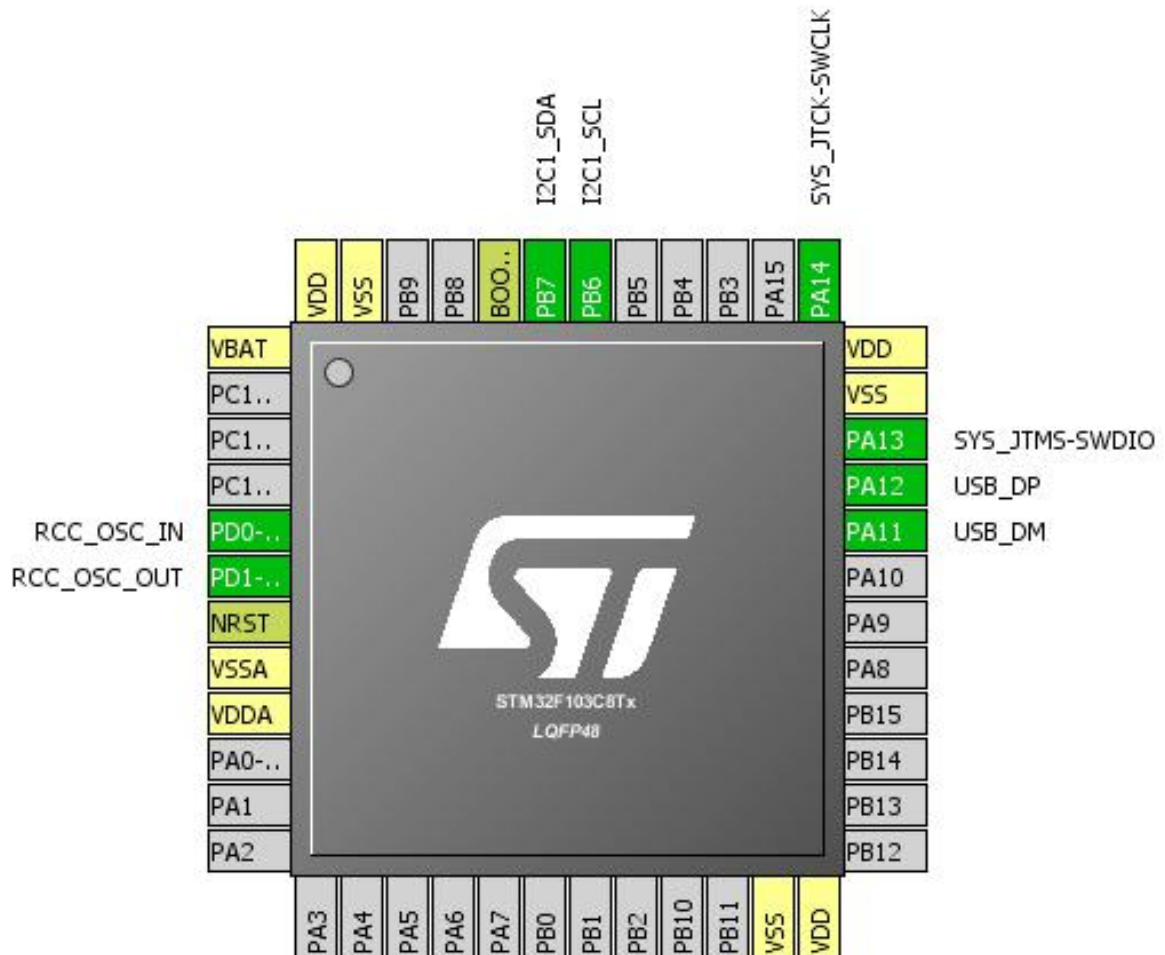 I2C1_SDA
I2C1_SCL
SYS_JTCK-SWCLK
VDD
VSS
PB9
PB8
BOO..
PB7
PB6
PB5
PB4
PB3
PA15
PA14
VBAT
PC1..
PC1..
PC1..
RCC_OSC_IN PD0-..
RCC_OSC_OUT PD1-..
NRST
VSSA
VDDA
PA0-..
PA1
PA2
VDD
VSS
PA13 SYS_JTMS-SWDIO
PA12 USB_DP
PA11 USB_DM
PA10
PA9
PA8
PB15
PB14
PB13
PB12
ST
STM32F103C8Tx
LQFP48
PA3
PA4
PA5
PA6
PA7
PB0
PB1
PB2
PB10
PB11
VSS
VDD